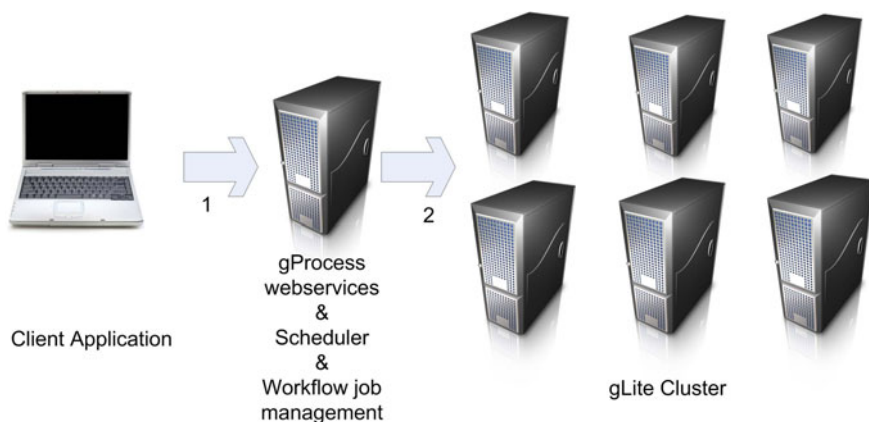 1
2
gProcess
webservices
&
Scheduler
&
Workflow job
management
Client Application
gLite Cluster